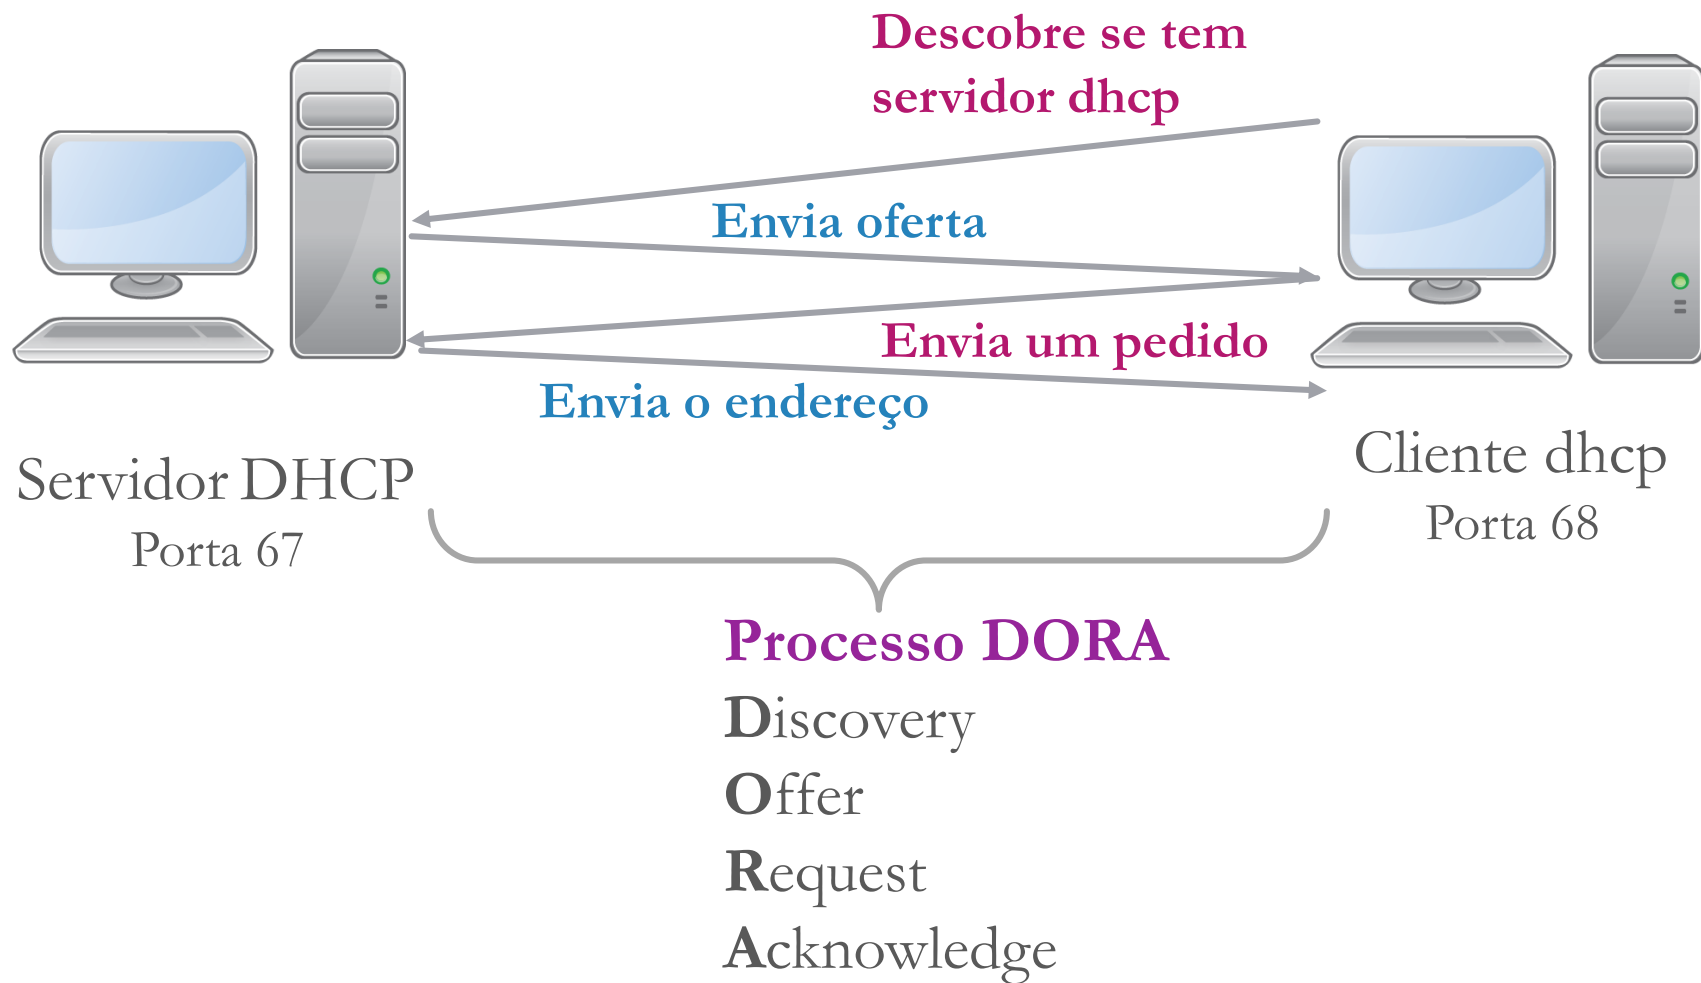 Descobre se tem
servidor dhcp
Envia oferta
Envia um pedido
Envia o endereço
Servidor DHCP
Porta 67
Cliente dhcp
Porta 68
Processo DORA
Discovery
Offer
Request
Acknowledge